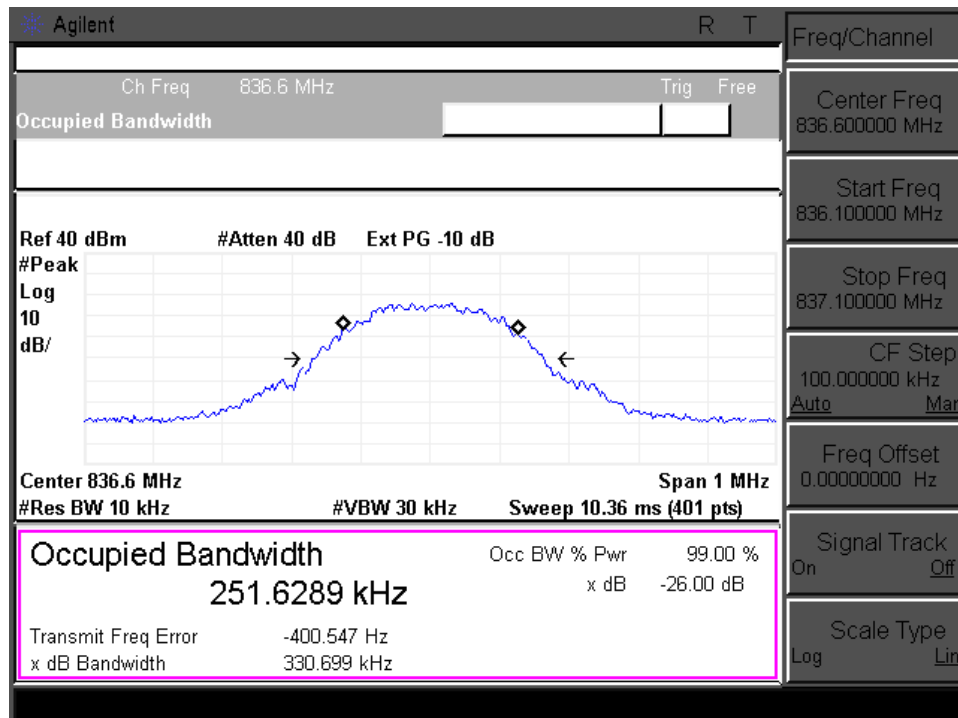 Agilent R T
Ch Freq 836.6 MHz Trig Free
Occupied Bandwidth
Ref 40 dBm #Atten 40 dB Ext PG -10 dB
#Peak
Log
10
dB/
Center 836.6 MHz Span 1 MHz
#Res BW 10 kHz #VBW 30 kHz Sweep 10.36 ms (401 pts)
Occupied Bandwidth Occ BW % Pwr 99.00 %
251.6289 kHz x dB -26.00 dB
Transmit Freq Error -400.547 Hz
x dB Bandwidth 330.699 kHz
Freq/Channel
Center Freq
836.600000 MHz
Start Freq
836.100000 MHz
Stop Freq
837.100000 MHz
CF Step
100.000000 kHz
Auto Man
Freq Offset
0.00000000 Hz
Signal Track
On Off
Scale Type
Log Lin